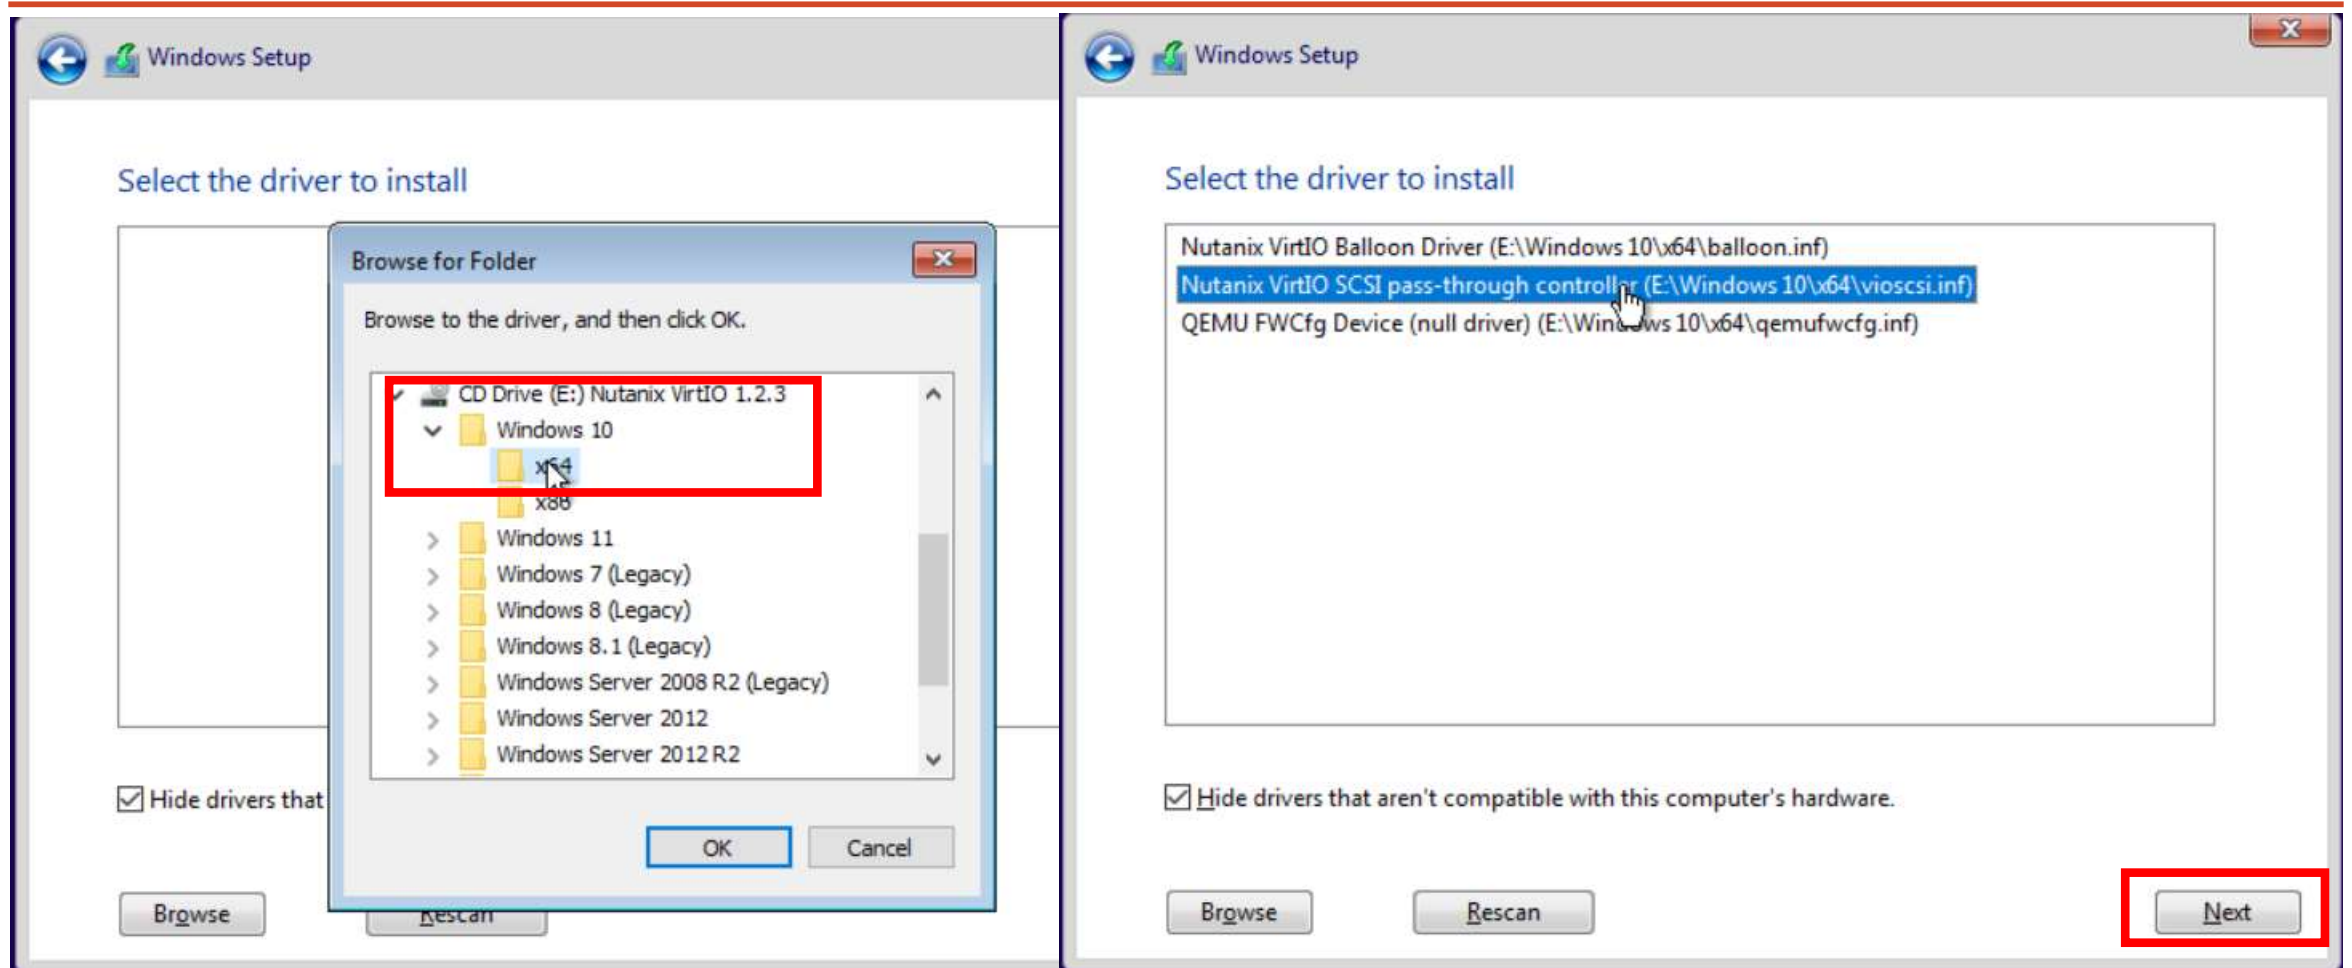 Windows Setup
Select the driver to install
Browse for Folder
Browse to the driver, and then click OK.
CD Drive (E:) Nutanix VirtIO 1.2.3
Windows 10
x64
x86
Windows 11
Windows 7 (Legacy)
Windows 8 (Legacy)
Windows 8.1 (Legacy)
Windows Server 2008 R2 (Legacy)
Windows Server 2012
Windows Server 2012 R2
OK Cancel
Hide drivers that
Browse Rescan
Windows Setup
Select the driver to install
Nutanix VirtIO Balloon Driver (E:\Windows 10\x64\balloon.inf)
Nutanix VirtIO SCSI pass-through controller (E:\Windows 10\x64\vioscsi.inf)
QEMU FWCfg Device (null driver) (E:\Windows 10\x64\qemufwcfg.inf)
Hide drivers that aren't compatible with this computer's hardware.
Browse Rescan Next